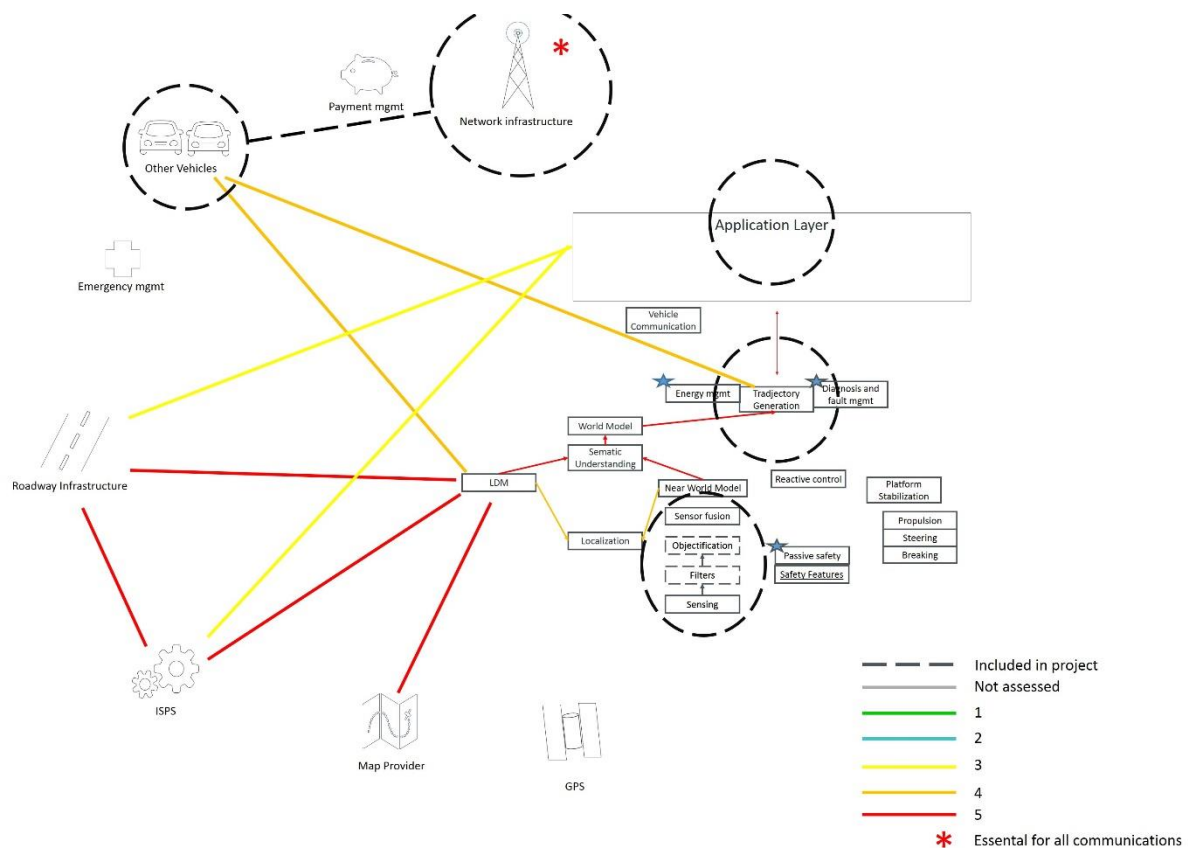 *
Payment mgmt
Network infrastructure
Other Vehicles
Application Layer
Emergency mgmt
Vehicle
Communication
Energy mgmt
Tradjectory
Generation
Diagnosis and
fault mgmt
World Model
Sematic
Understanding
Roadway Infrastructure
LDM
Near World Model
Reactive control
Platform
Stabilization
Sensor fusion
Propulsion
Localization
Steering
Objectification
Passive safety
Breaking
Filters
Safety Features
Sensing
ISPS
Map Provider
GPS
Included in project
Not assessed
1
2
3
4
5
* Essental for all communications